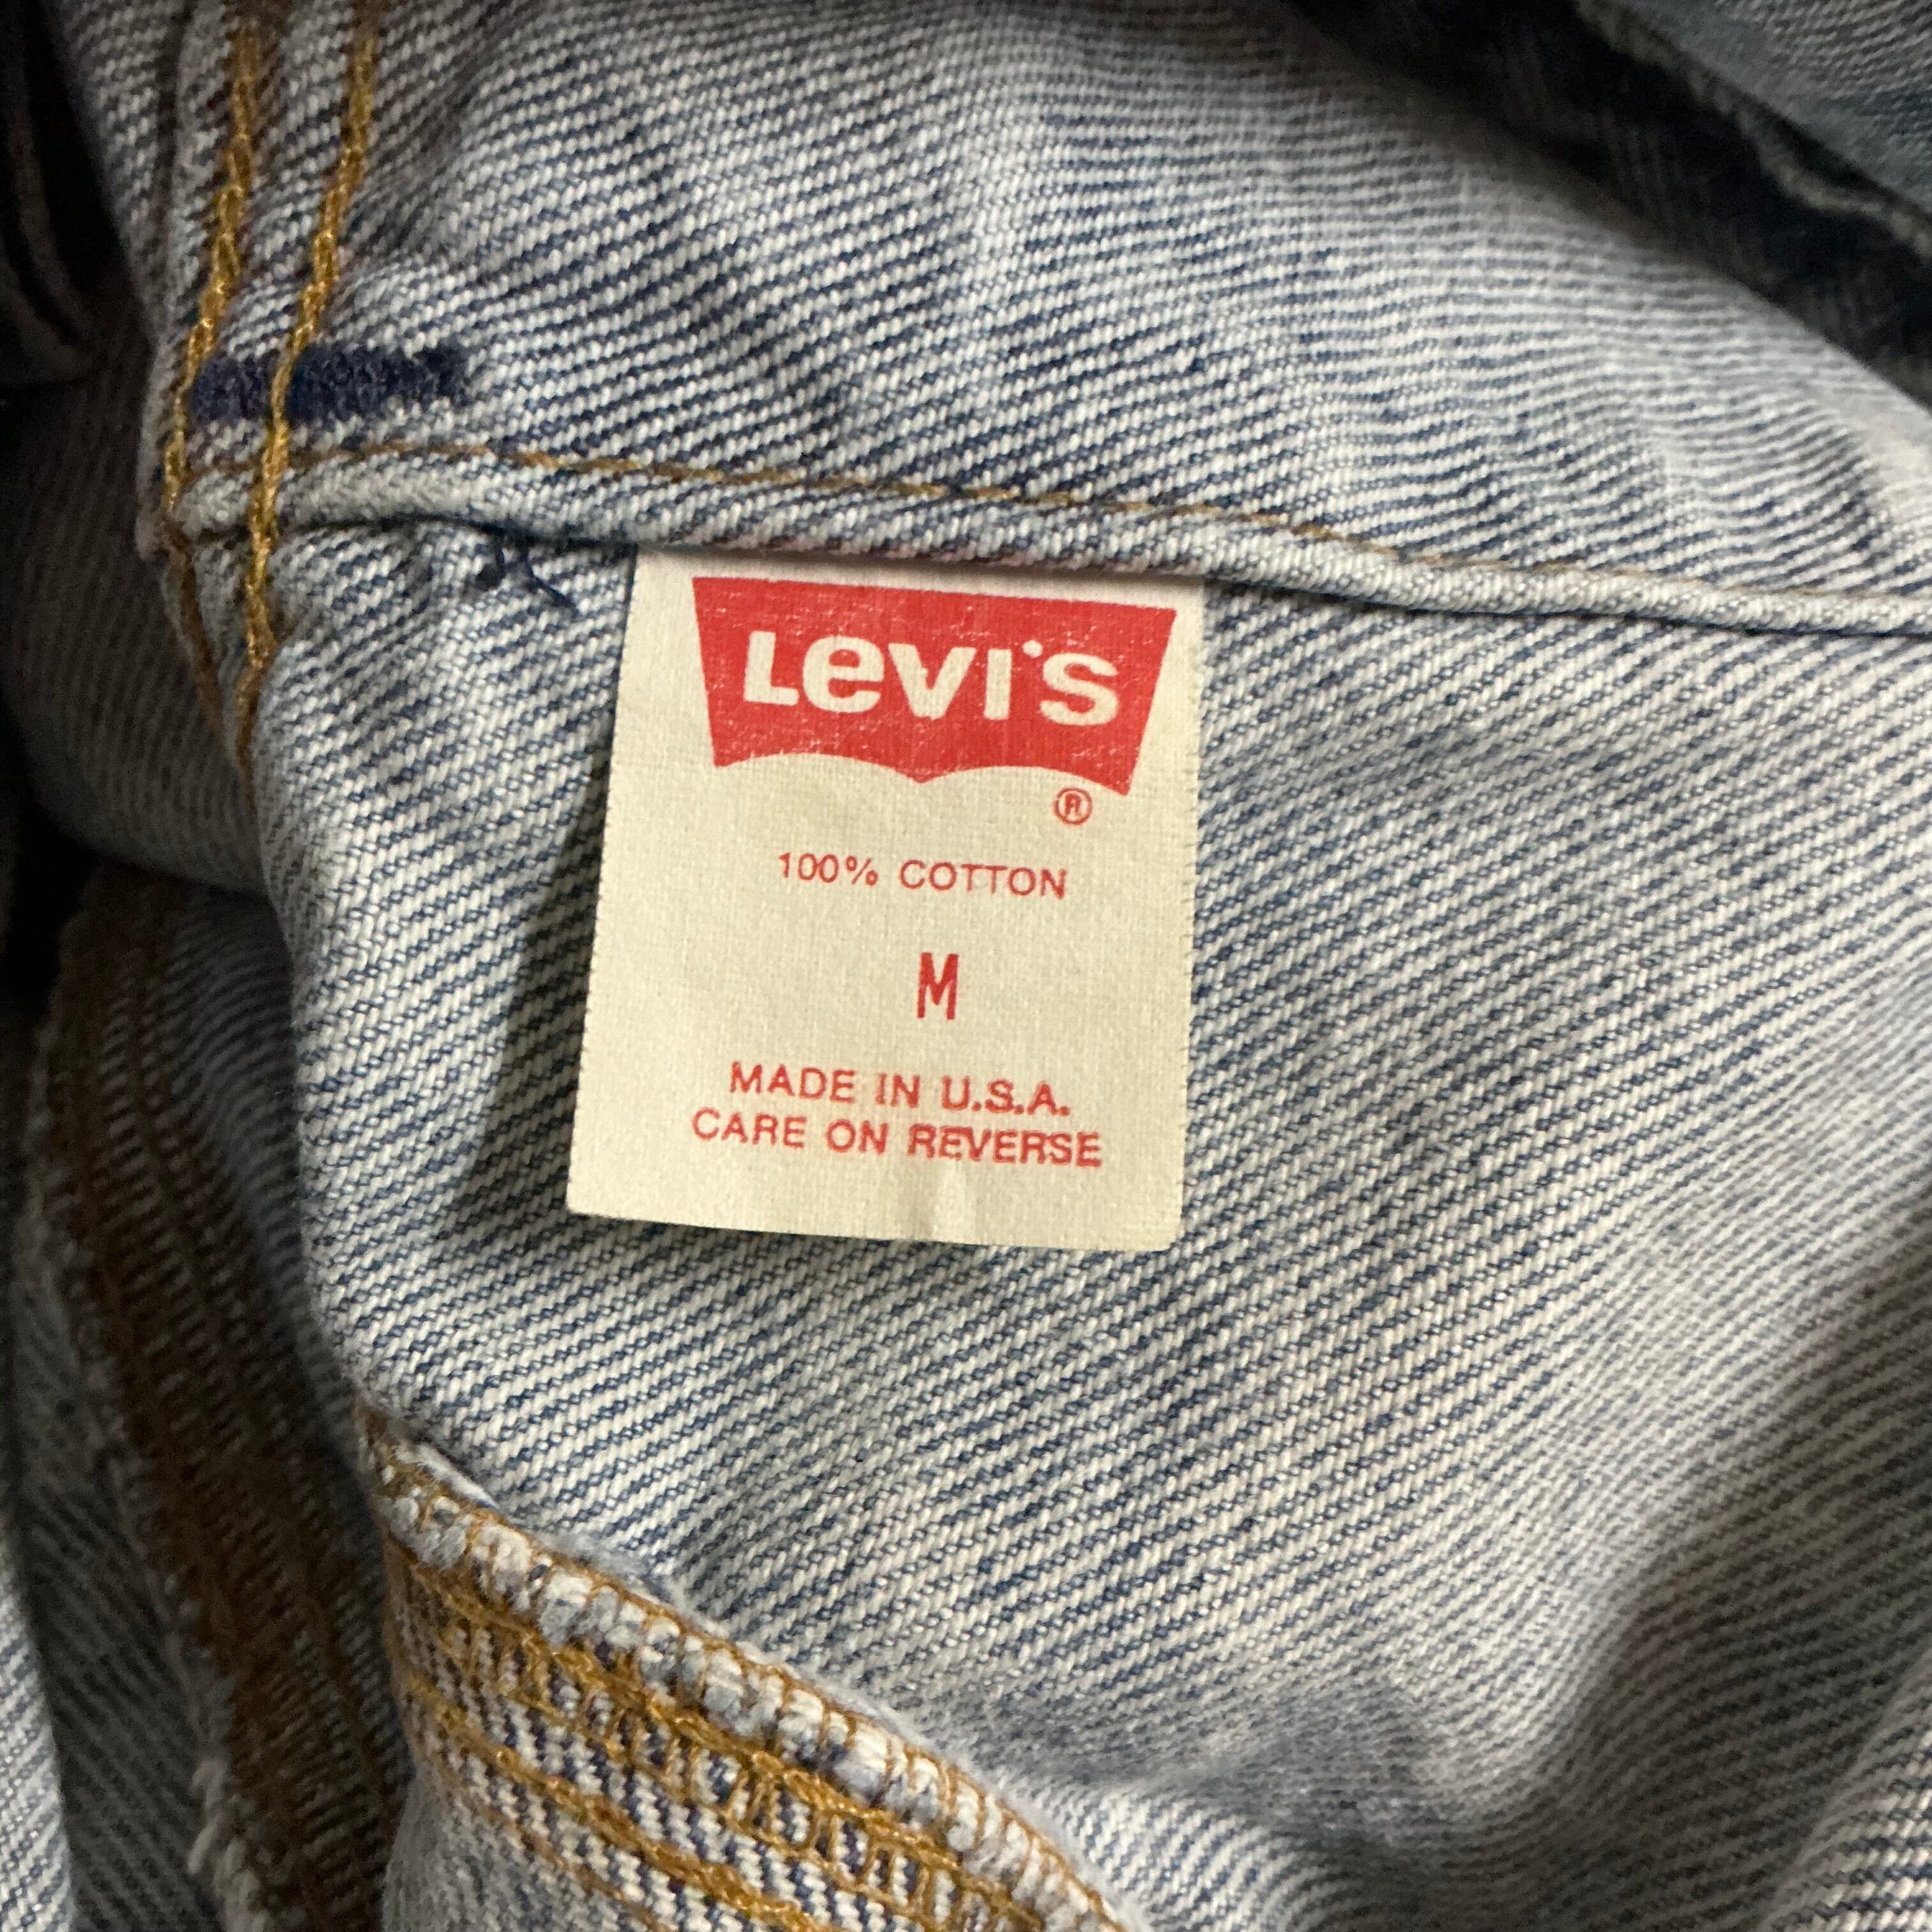 Levi's
®
100% COTTON
M
MADE IN U.S.A.
CARE ON REVERSE